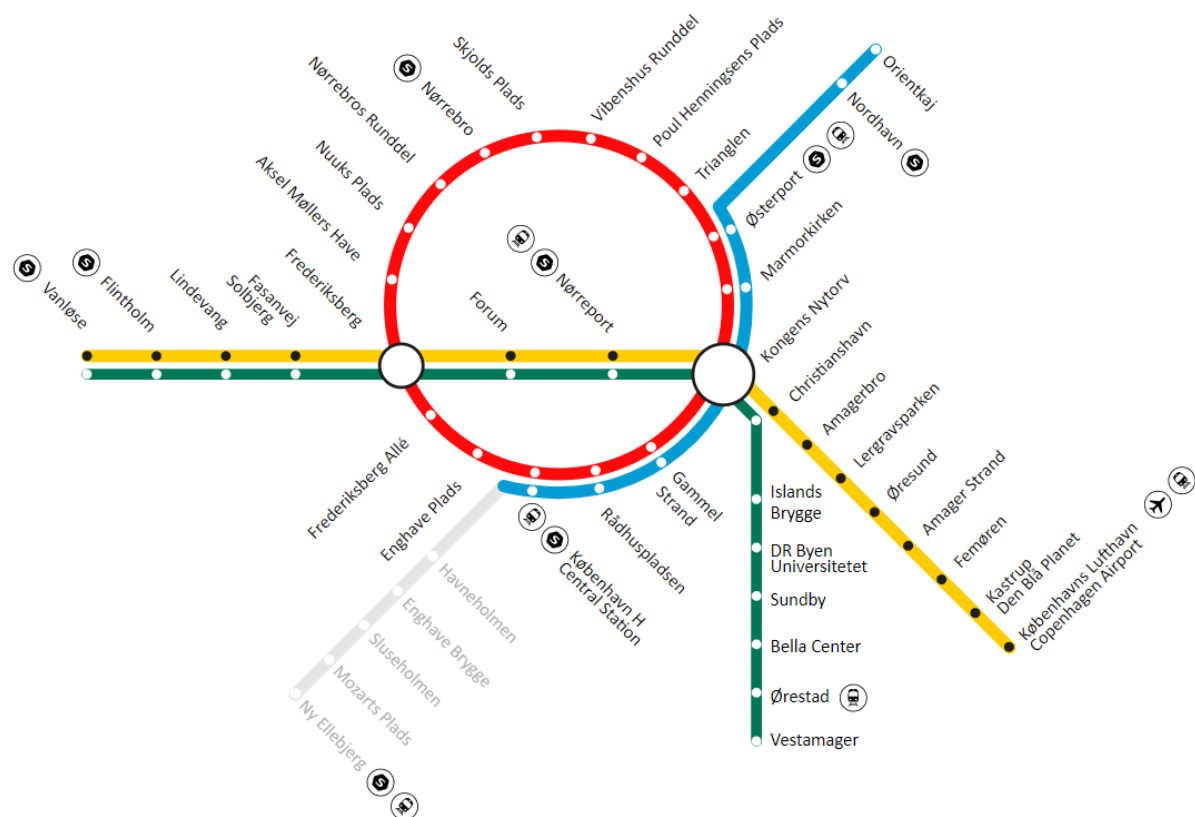 Vanløse
Flintholm
Lindevang
Fasanvej
Solbjerg
Frederiksberg
Aksel Møllers Have
Nuuks Plads
Nørrebros Runddel
S
Nørrebro
Skjolds Plads
Vibenshus Runddel
Poul Henningsens Plads
Trianglen
Østerport
Nordhavn
Orientkaj
Marmorkirken
Kongens Nytorv
Forum
Nørreport
S
S
S
S
S
Christianshavn
Amagerbro
Lergravsparken
Øresund
Amager Strand
Femøren
Kastrup
Den Blå Planet
Københavns Lufthavn
Copenhagen Airport
Islands
Brygge
DR Byen
Universitetet
Sundby
Bella Center
Ørestad
Vestamager
Gammel
Strand
Rådhuspladsen
S
København H
Central Station
Enghave Plads
Frederiksberg Allé
Havneholmen
Enghave Brygge
Sluseholmen
Mozarts Plads
Ny Ellebjerg
S